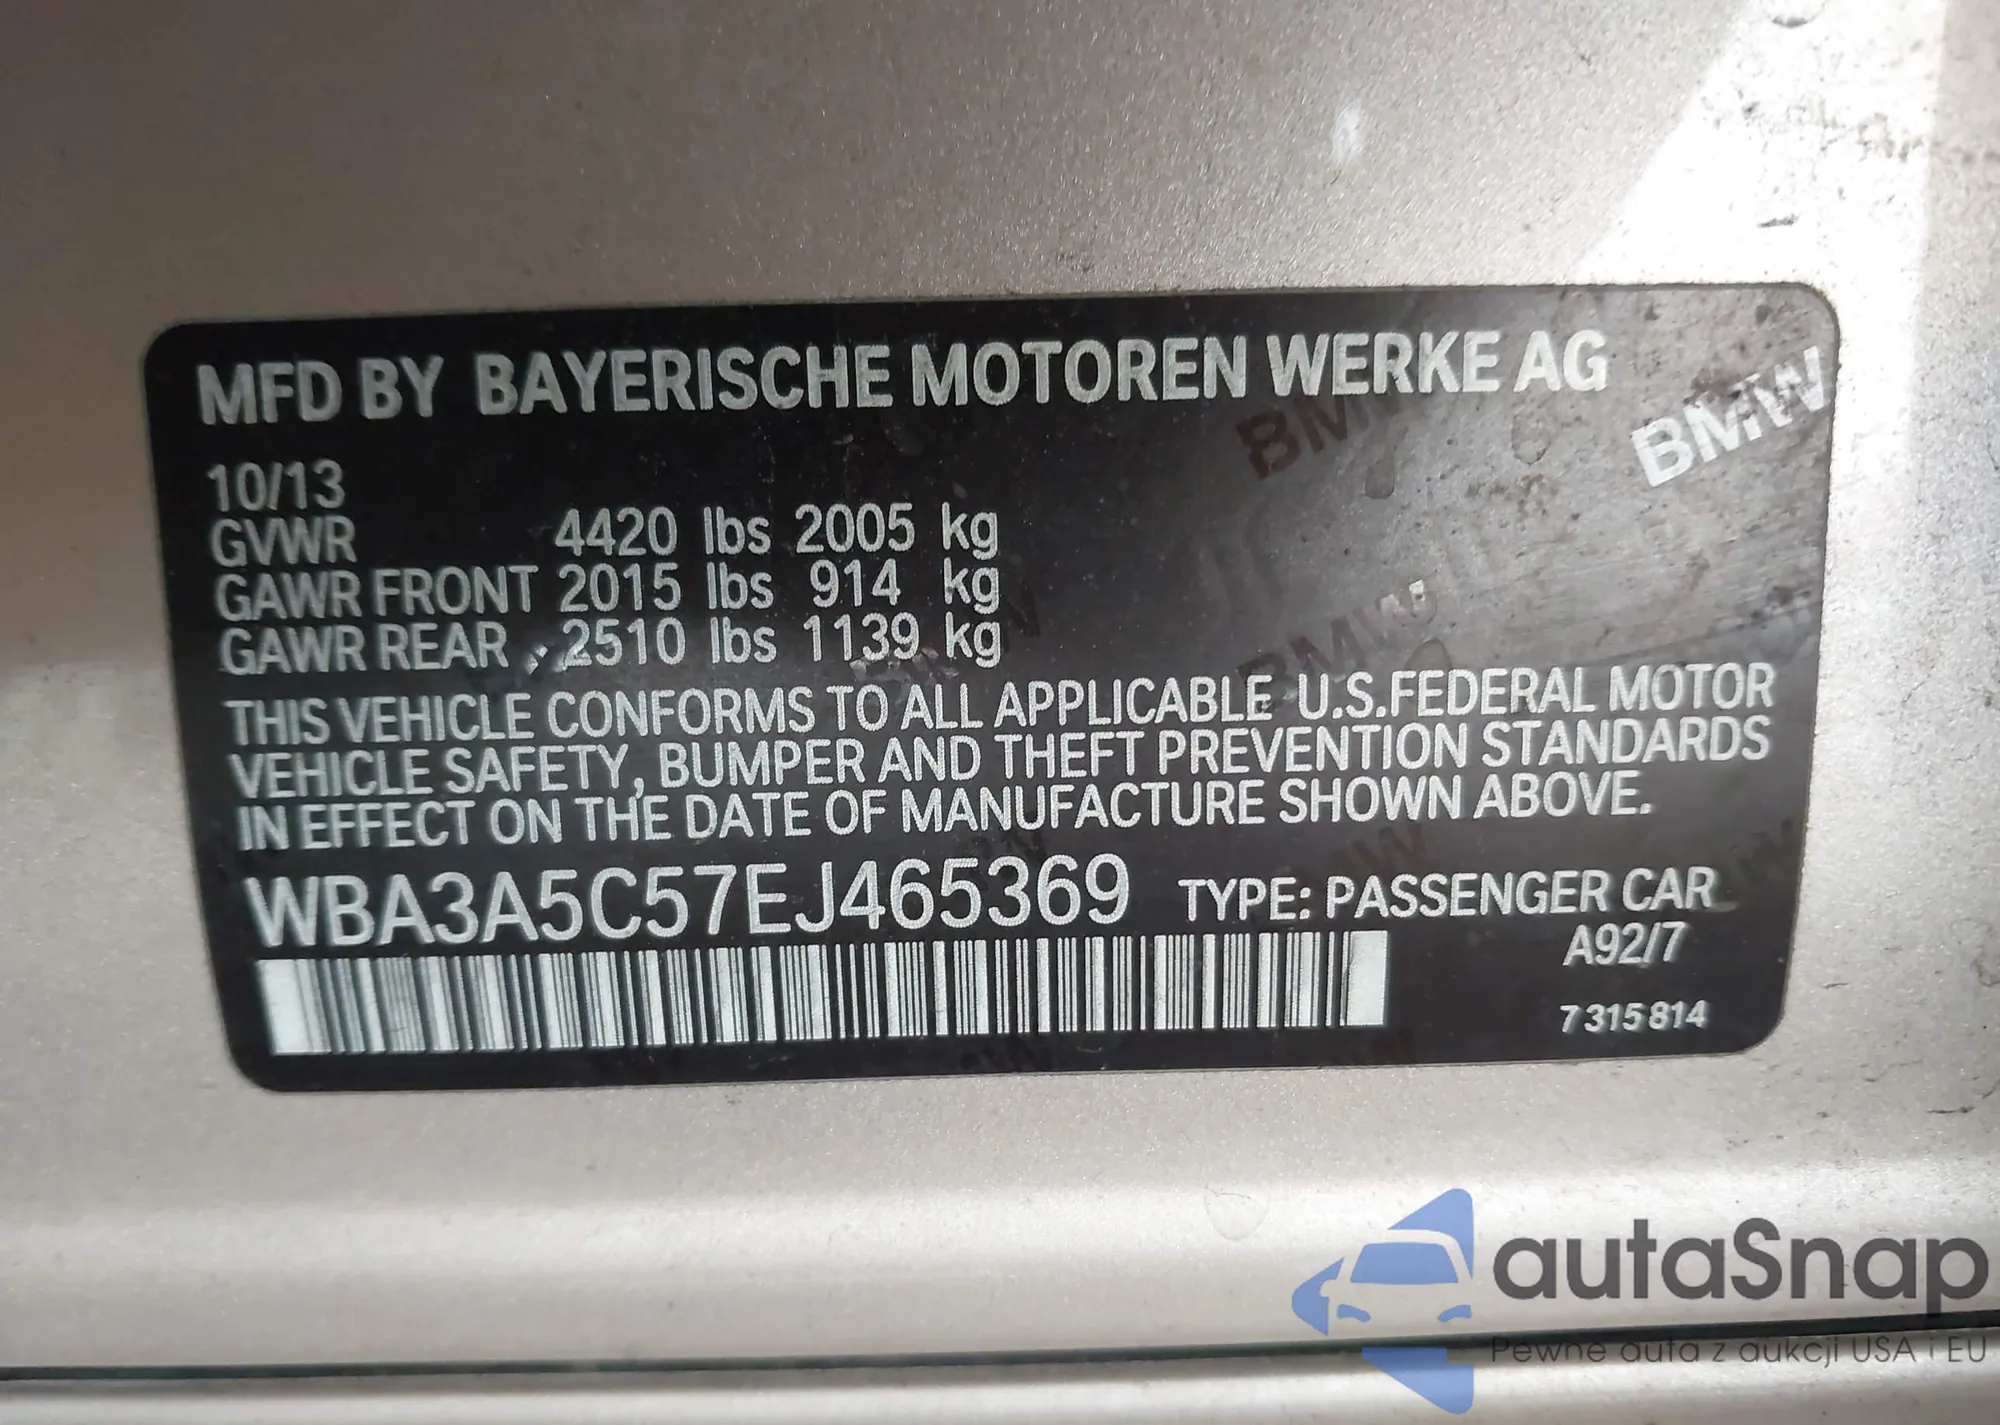 MFD BY BAYERISCHE MOTOREN WERKE AG
BMW
BMW
10/13
GVWR 4420 lbs 2005 kg
GAWR FRONT 2015 lbs 914 kg
GAWR REAR 2510 lbs 1139 kg
BMW
THIS VEHICLE CONFORMS TO ALL APPLICABLE U.S.FEDERAL MOTOR
VEHICLE SAFETY, BUMPER AND THEFT PREVENTION STANDARDS
IN EFFECT ON THE DATE OF MANUFACTURE SHOWN ABOVE.
WBA3A5C57EJ465369 TYPE: PASSENGER CAR
A92/7
7 315 814
autaSnap
Pewne auta z aukcji USA i EU